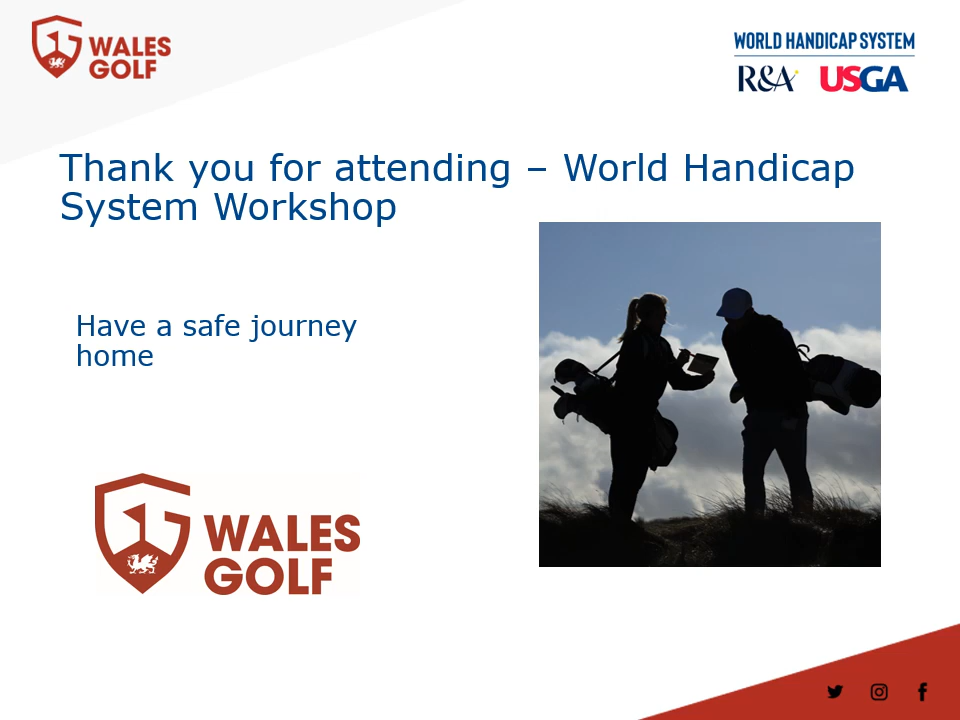 WALES
GOLF
WORLD HANDICAP SYSTEM
R&A USGA
Thank you for attending – World Handicap
System Workshop
Have a safe journey
home
WALES
GOLF